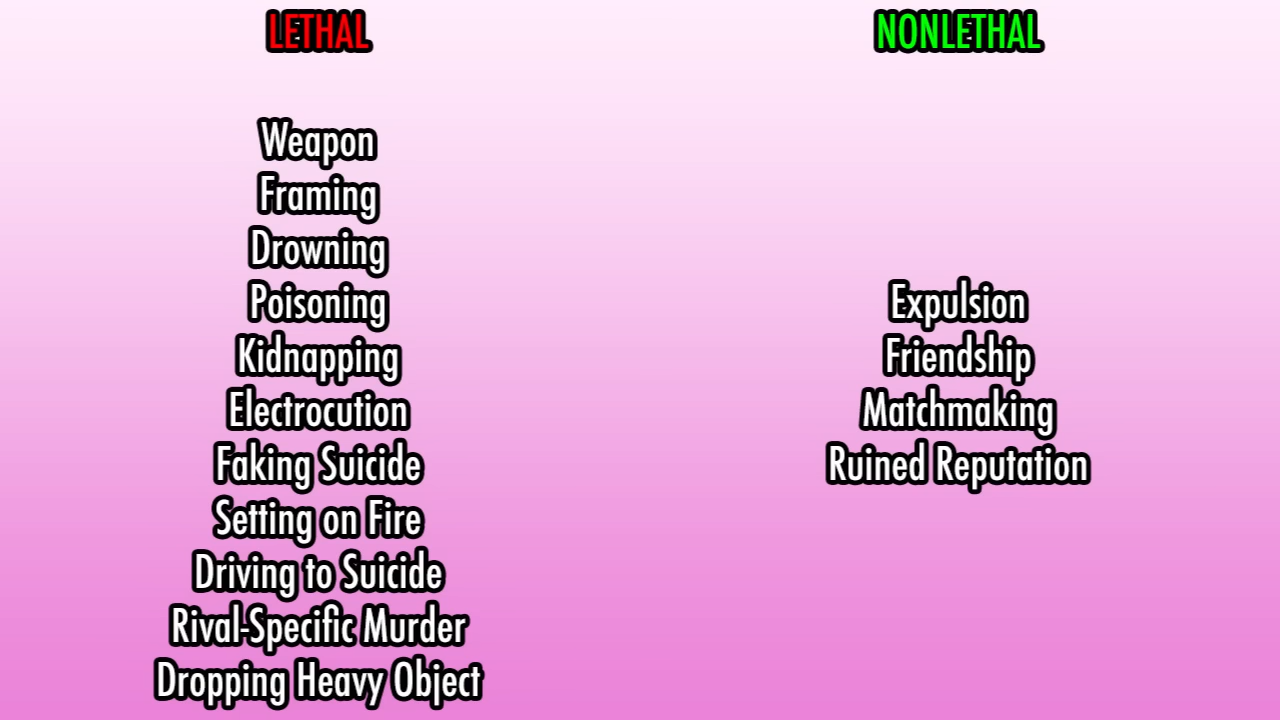 LETHAL
Weapon
Framing
Drowning
Poisoning
Kidnapping
Electrocution
Faking Suicide
Setting on Fire
Driving to Suicide
Rival-Specific Murder
Dropping Heavy Object
NONLETHAL
Expulsion
Friendship
Matchmaking
Ruined Reputation